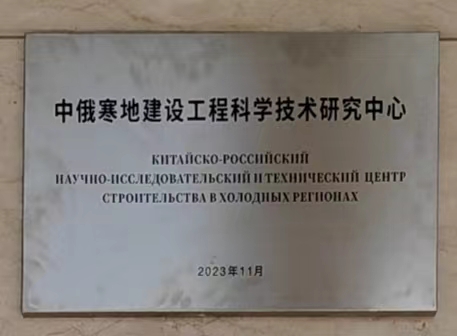 中俄寒地建设工程科学技术研究中心
КИТАЙСКО-РОССИЙСКИЙ
НАУЧНО-ИССЛЕДОВАТЕЛЬСКИЙ И ТЕХНИЧЕСКИЙ ЦЕНТР
СТРОИТЕЛЬСТВА В ХОЛОДНЫХ РЕГИОНАХ
2023年11月